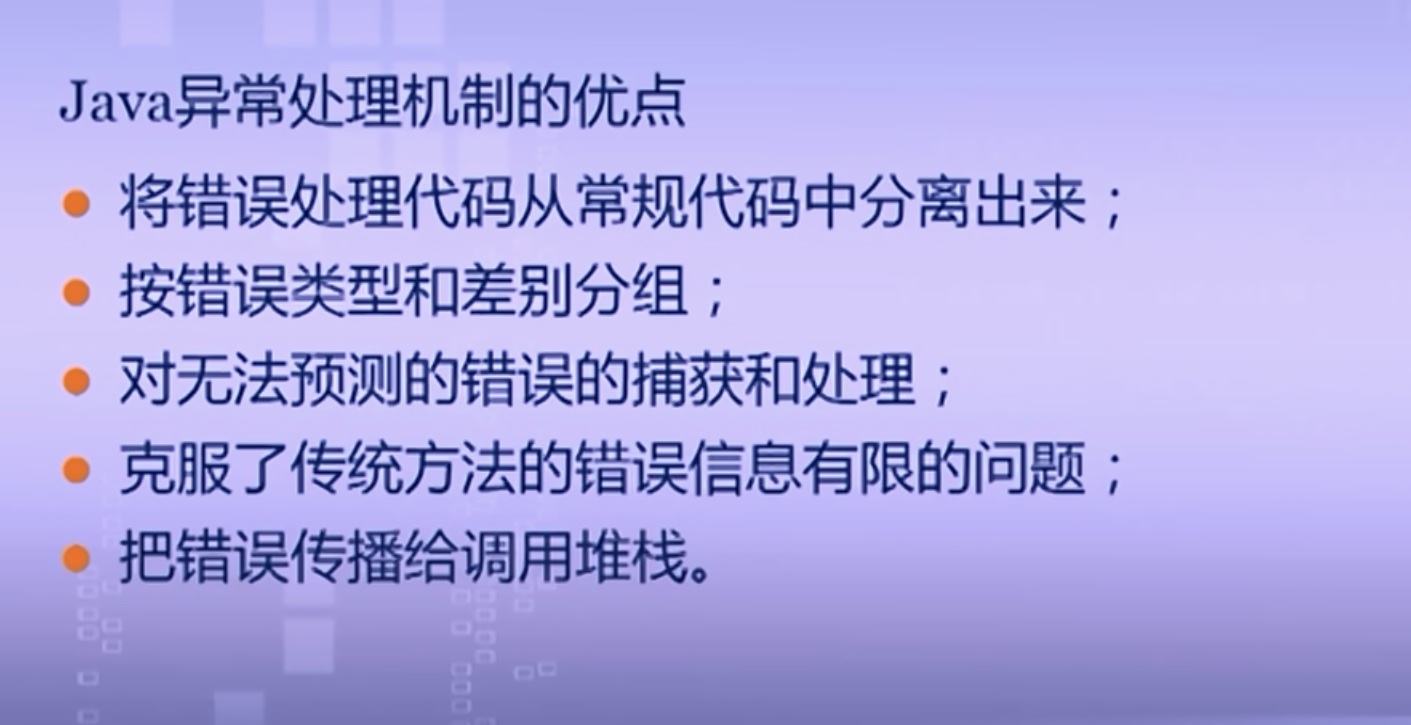 Java异常处理机制的优点
将错误处理代码从常规代码中分离出来；
按错误类型和差别分组；
对无法预测的错误的捕获和处理；
克服了传统方法的错误信息有限的问题；
把错误传播给调用堆栈。